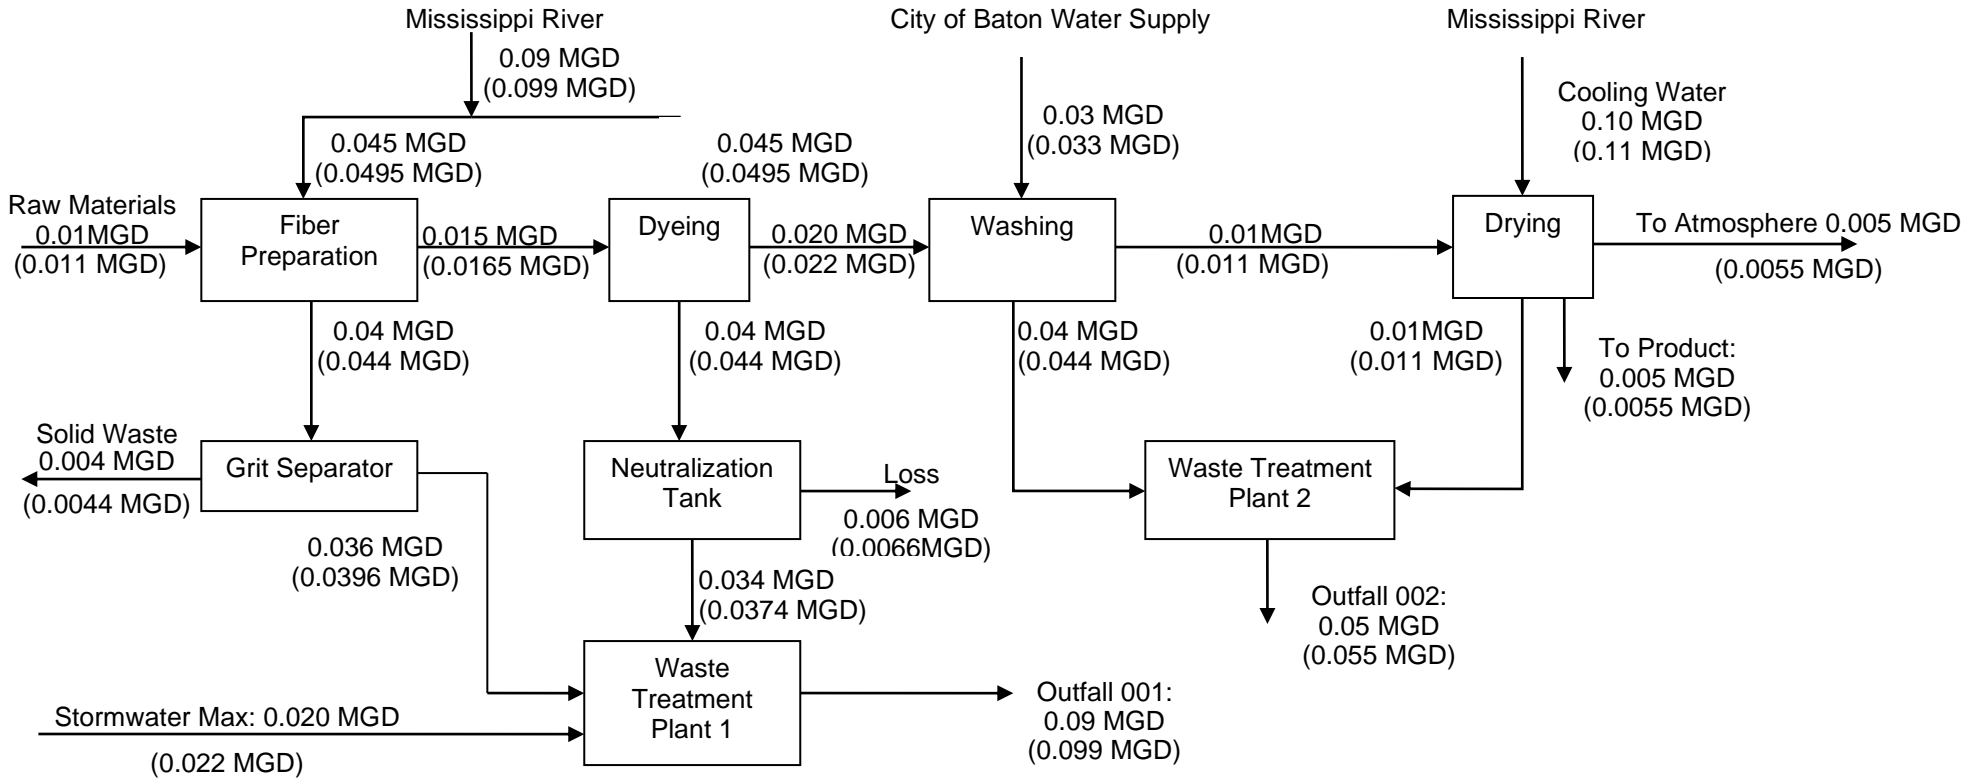 Mississippi River
City of Baton Water Supply
Mississippi River
0.09 MGD
(0.099 MGD)
Cooling Water
0.10 MGD
(0.11 MGD)
0.03 MGD
(0.033 MGD)
0.045 MGD
(0.0495 MGD)
0.045 MGD
(0.0495 MGD)
Raw Materials
0.01MGD
(0.011 MGD)
Fiber
Preparation
0.015 MGD
(0.0165 MGD)
Dyeing
0.020 MGD
(0.022 MGD)
Washing
0.01MGD
(0.011 MGD)
Drying
To Atmosphere 0.005 MGD
(0.0055 MGD)
0.04 MGD
(0.044 MGD)
0.04 MGD
(0.044 MGD)
0.04 MGD
(0.044 MGD)
0.01MGD
(0.011 MGD)
To Product:
0.005 MGD
(0.0055 MGD)
Solid Waste
0.004 MGD
(0.0044 MGD)
Grit Separator
Neutralization
Tank
Loss
0.006 MGD
(0.0066MGD)
Waste Treatment
Plant 2
0.036 MGD
(0.0396 MGD)
0.034 MGD
(0.0374 MGD)
Outfall 002:
0.05 MGD
(0.055 MGD)
Waste
Treatment
Plant 1
Stormwater Max: 0.020 MGD
(0.022 MGD)
Outfall 001:
0.09 MGD
(0.099 MGD)